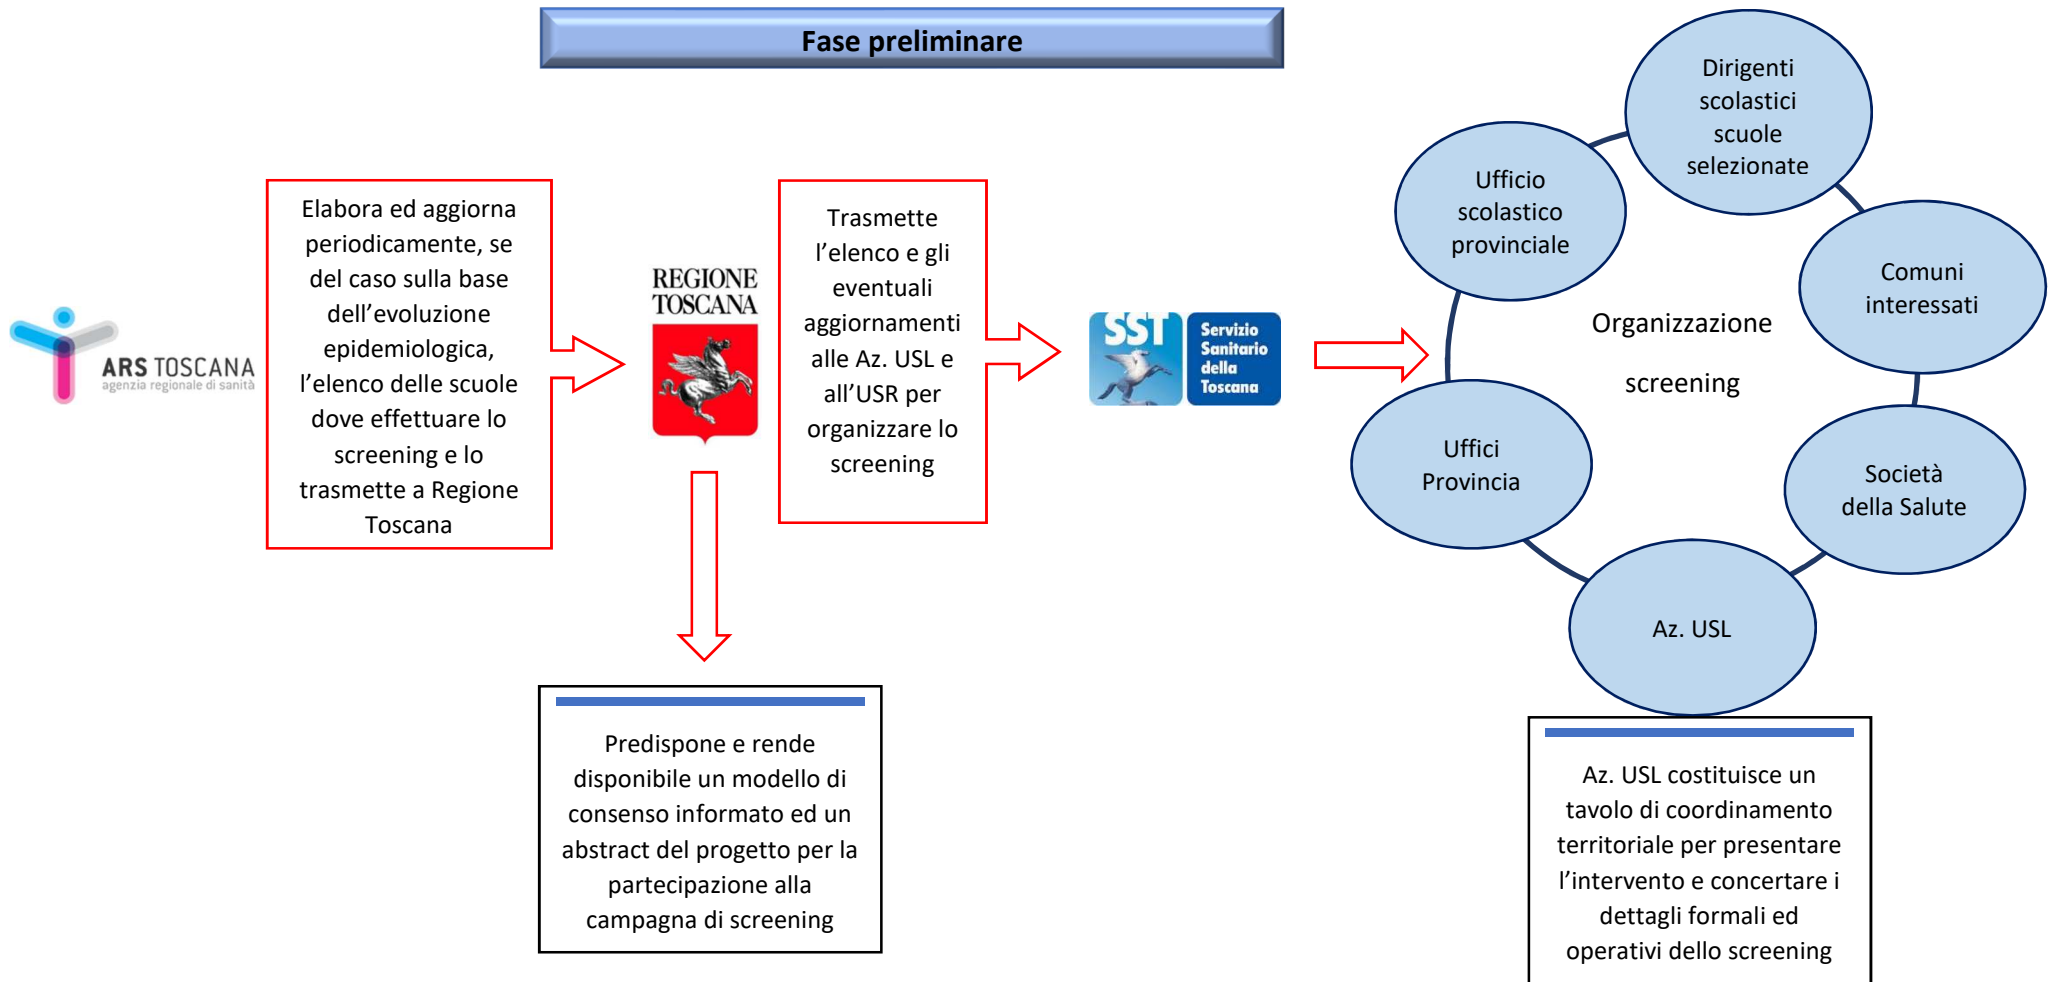 Fase preliminare
ARS TOSCANA
agenzia regionale di sanità
Elabora ed aggiorna
periodicamente, se
del caso sulla base
dell’evoluzione
epidemiologica,
l’elenco delle scuole
dove effettuare lo
screening e lo
trasmette a Regione
Toscana
REGIONE
TOSCANA
Trasmette
l’elenco e gli
eventuali
aggiornamenti
alle Az. USL e
all’USR per
organizzare lo
screening
SST
Servizio
Sanitario
della
Toscana
Dirigenti
scolastici
scuole
selezionate
Ufficio
scolastico
provinciale
Comuni
interessati
Organizzazione
screening
Uffici
Provincia
Società
della Salute
Az. USL
Predispone e rende
disponibile un modello di
consenso informato ed un
abstract del progetto per la
partecipazione alla
campagna di screening
Az. USL costituisce un
tavolo di coordinamento
territoriale per presentare
l’intervento e concertare i
dettagli formali ed
operativi dello screening